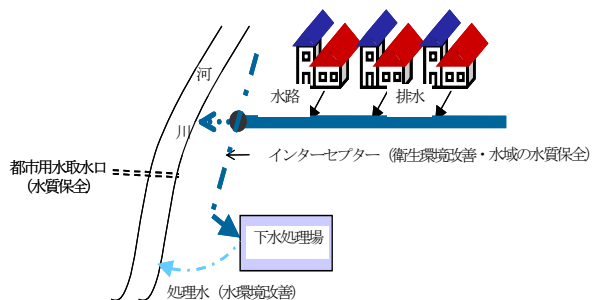 河
川
水路
排水
インターセプター（衛生環境改善・水域の水質保全）
都市用水取水口
（水質保全）
下水処理場
処理水（水環境改善）